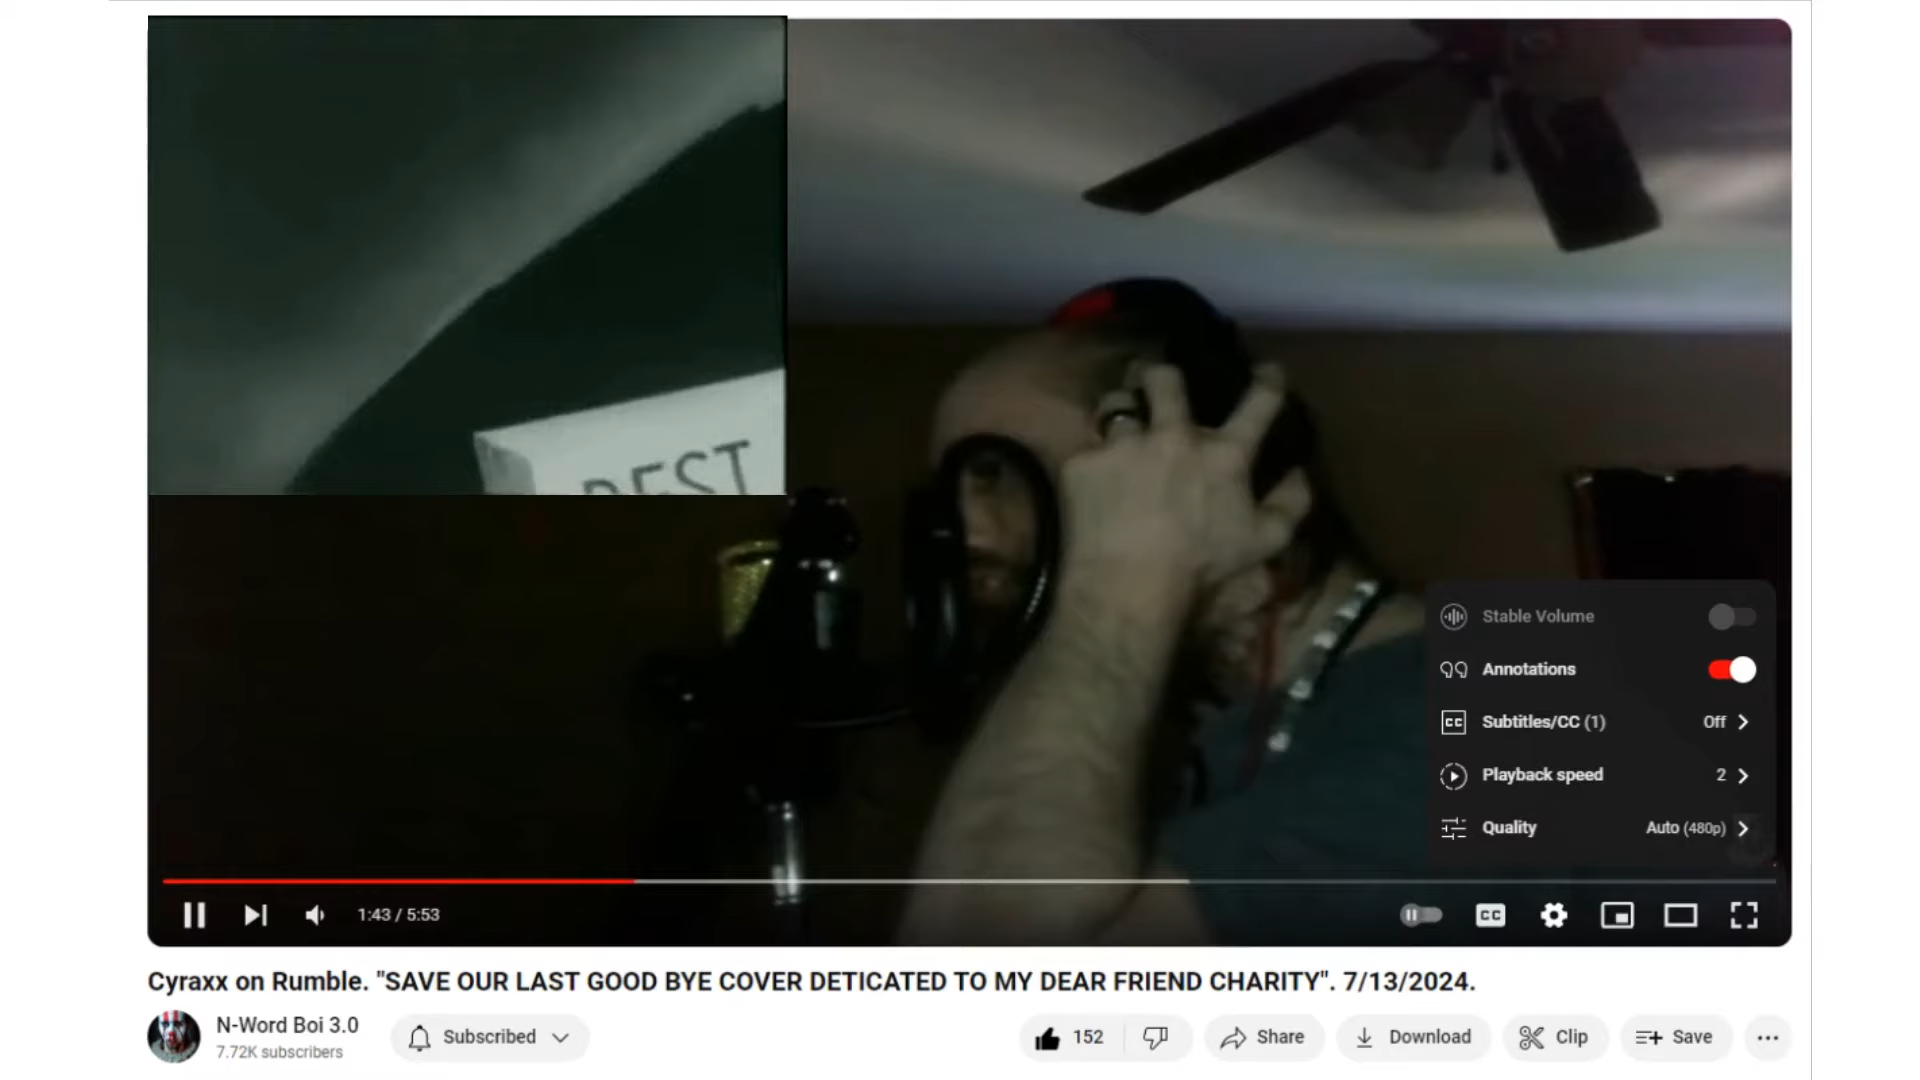 BEST
Stable Volume
Annotations
Subtitles/CC (1) Off
Playback speed 2
Quality Auto (480p)
1:43 / 5:53
CC
Cyraxx on Rumble. "SAVE OUR LAST GOOD BYE COVER DETICATED TO MY DEAR FRIEND CHARITY". 7/13/2024.
N-Word Boi 3.0
7.72K subscribers
Subscribed
152
Share
Download
Clip
Save